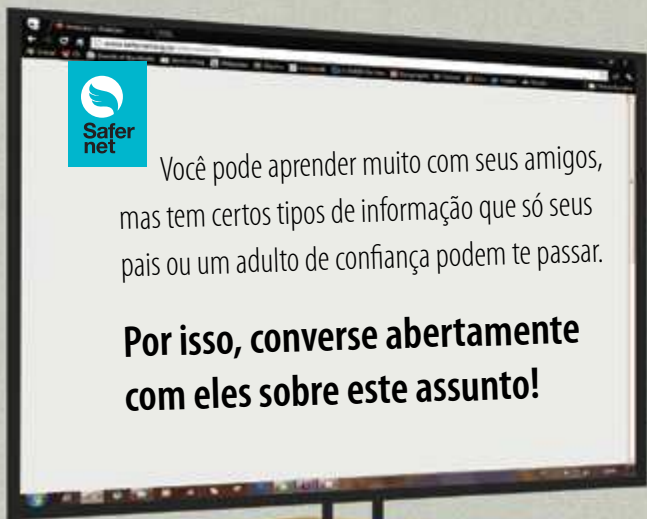 Safer
net
Você pode aprender muito com seus amigos,
mas tem certos tipos de informação que só seus
pais ou um adulto de confiança podem te passar.
Por isso, converse abertamente
com eles sobre este assunto!